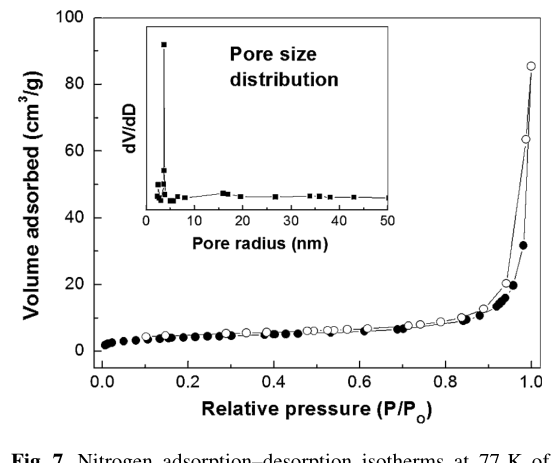 100
80
60
40
20
0
Volume adsorbed (cm³/g)
Pore size
distribution
dV/dD
0 10 20 30 40 50
Pore radius (nm)
0.0 0.2 0.4 0.6 0.8 1.0
Relative pressure (P/P₀)
Fig. 7 Nitrogen adsorption–desorption isotherms at 77 K of